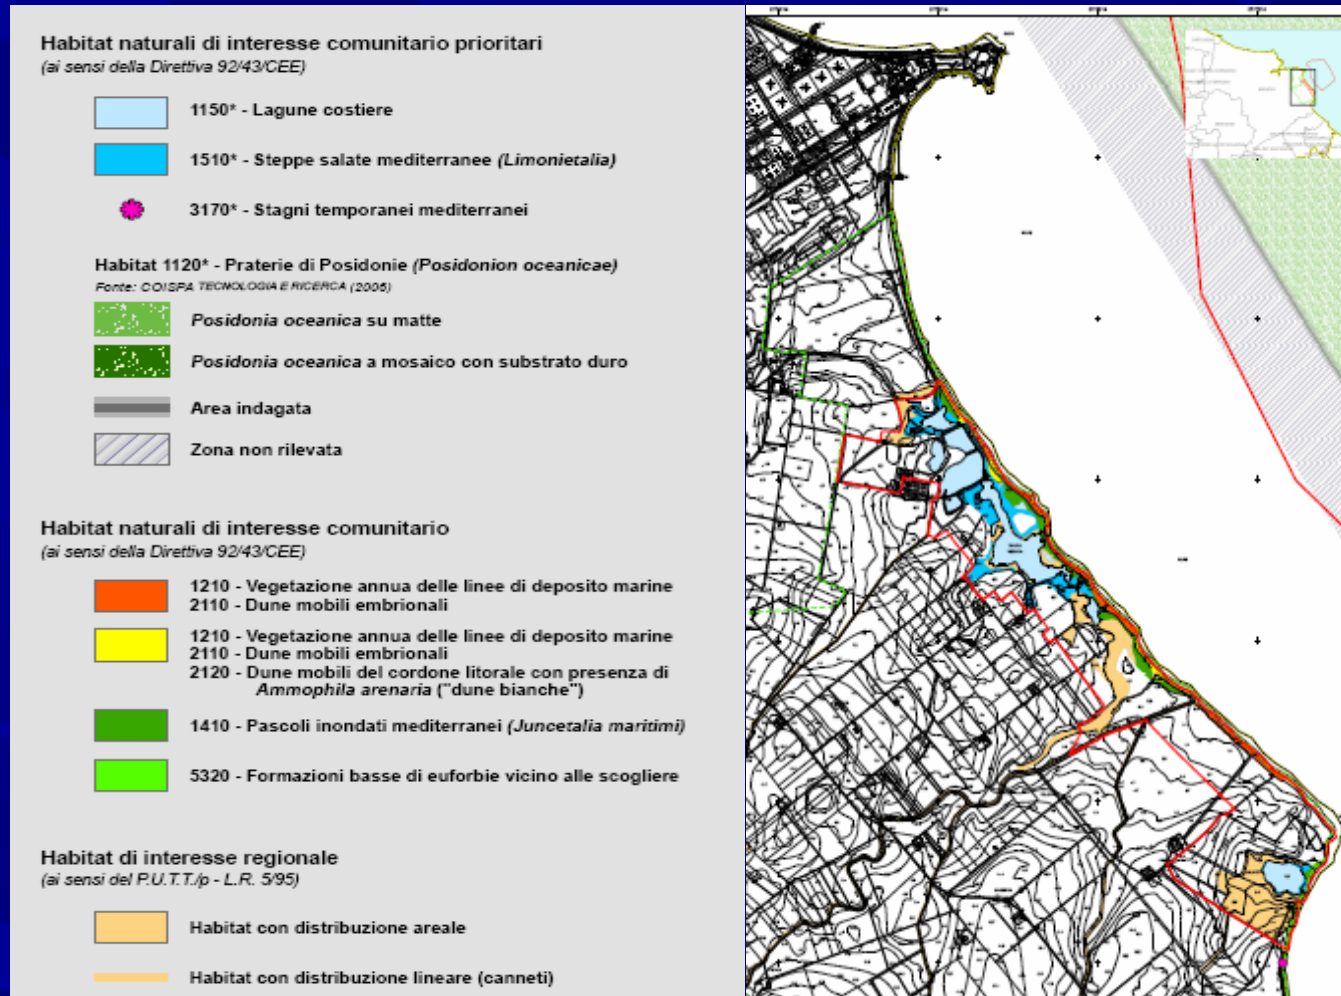 Habitat naturali di interesse comunitario prioritari
(ai sensi della Direttiva 92/43/CEE)
1150* - Lagune costiere
1510* - Steppe salate mediterranee (Limonietalia)
3170* - Stagni temporanei mediterranei
Habitat 1120* - Praterie di Posidonie (Posidonion oceanicae)
Fonte: COISPA TECNOLOGIA E RICERCA (2005)
Posidonia oceanica su matte
Posidonia oceanica a mosaico con substrato duro
Area indagata
Zona non rilevata
Habitat naturali di interesse comunitario
(ai sensi della Direttiva 92/43/CEE)
1210 - Vegetazione annua delle linee di deposito marine
2110 - Dune mobili embrionali
1210 - Vegetazione annua delle linee di deposito marine
2110 - Dune mobili embrionali
2120 - Dune mobili del cordone litorale con presenza di
Ammophila arenaria ("dune bianche")
1410 - Pascoli inondati mediterranei (Juncetalia maritimi)
5320 - Formazioni basse di euforbie vicino alle scogliere
Habitat di interesse regionale
(ai sensi del P.U.T.T./p - L.R. 5/95)
Habitat con distribuzione areale
Habitat con distribuzione lineare (canneti)